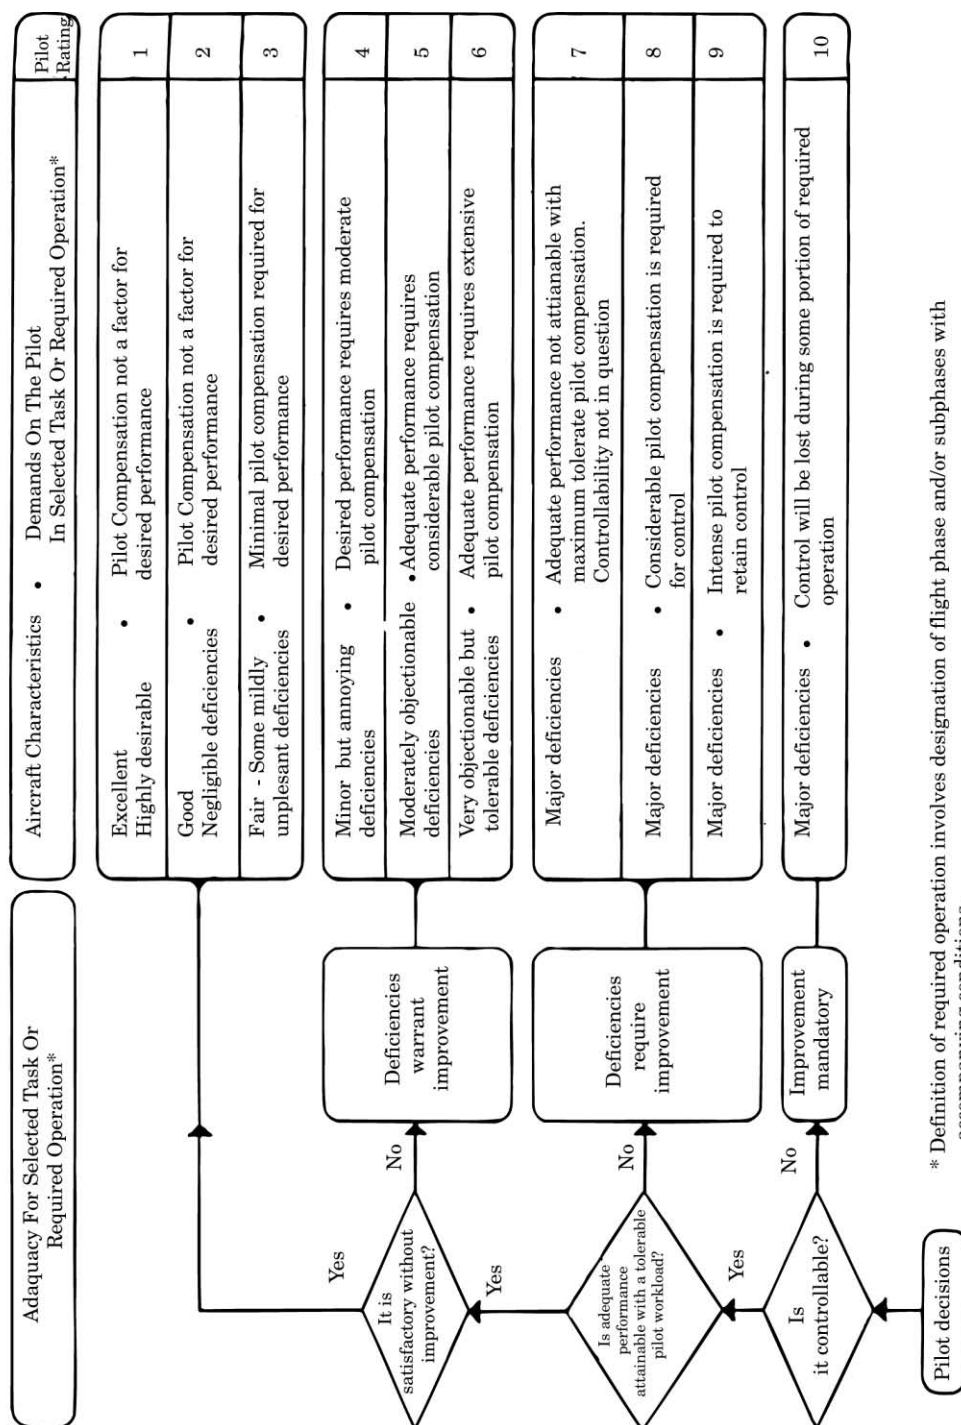 Adaquacy For Selected Task Or
Required Operation*
Aircraft Characteristics
• Demands On The Pilot
In Selected Task Or Required Operation*
Pilot
Rating
Excellent
Highly desirable
• Pilot Compensation not a factor for
desired performance
1
Good
Negligible deficiencies
• Pilot Compensation not a factor for
desired performance
2
Fair - Some mildly
unplesant deficiencies
• Minimal pilot compensation required for
desired performance
3
It is
satisfactory without
improvement?
Yes
No
Deficiencies
warrant
improvement
Minor but annoying
deficiencies
• Desired performance requires moderate
pilot compensation
4
Moderately objectionable
deficiencies
• Adequate performance requires
considerable pilot compensation
5
Very objectionable but
tolerable deficiencies
• Adequate performance requires extensive
pilot compensation
6
Yes
Is adequate
performance
attainable with a tolerable
pilot workload?
No
Deficiencies
require
improvement
Major deficiencies
• Adequate performance not attianable with
maximum tolerate pilot compensation.
Controllability not in question
7
Major deficiencies
• Considerable pilot compensation is required
for control
8
Major deficiencies
• Intense pilot compensation is required to
retain control
9
Yes
Is
it controllable?
No
Improvement
mandatory
Major deficiencies
• Control will be lost during some portion of required
operation
10
Pilot decisions
* Definition of required operation involves designation of flight phase and/or subphases with
accompanying conditions